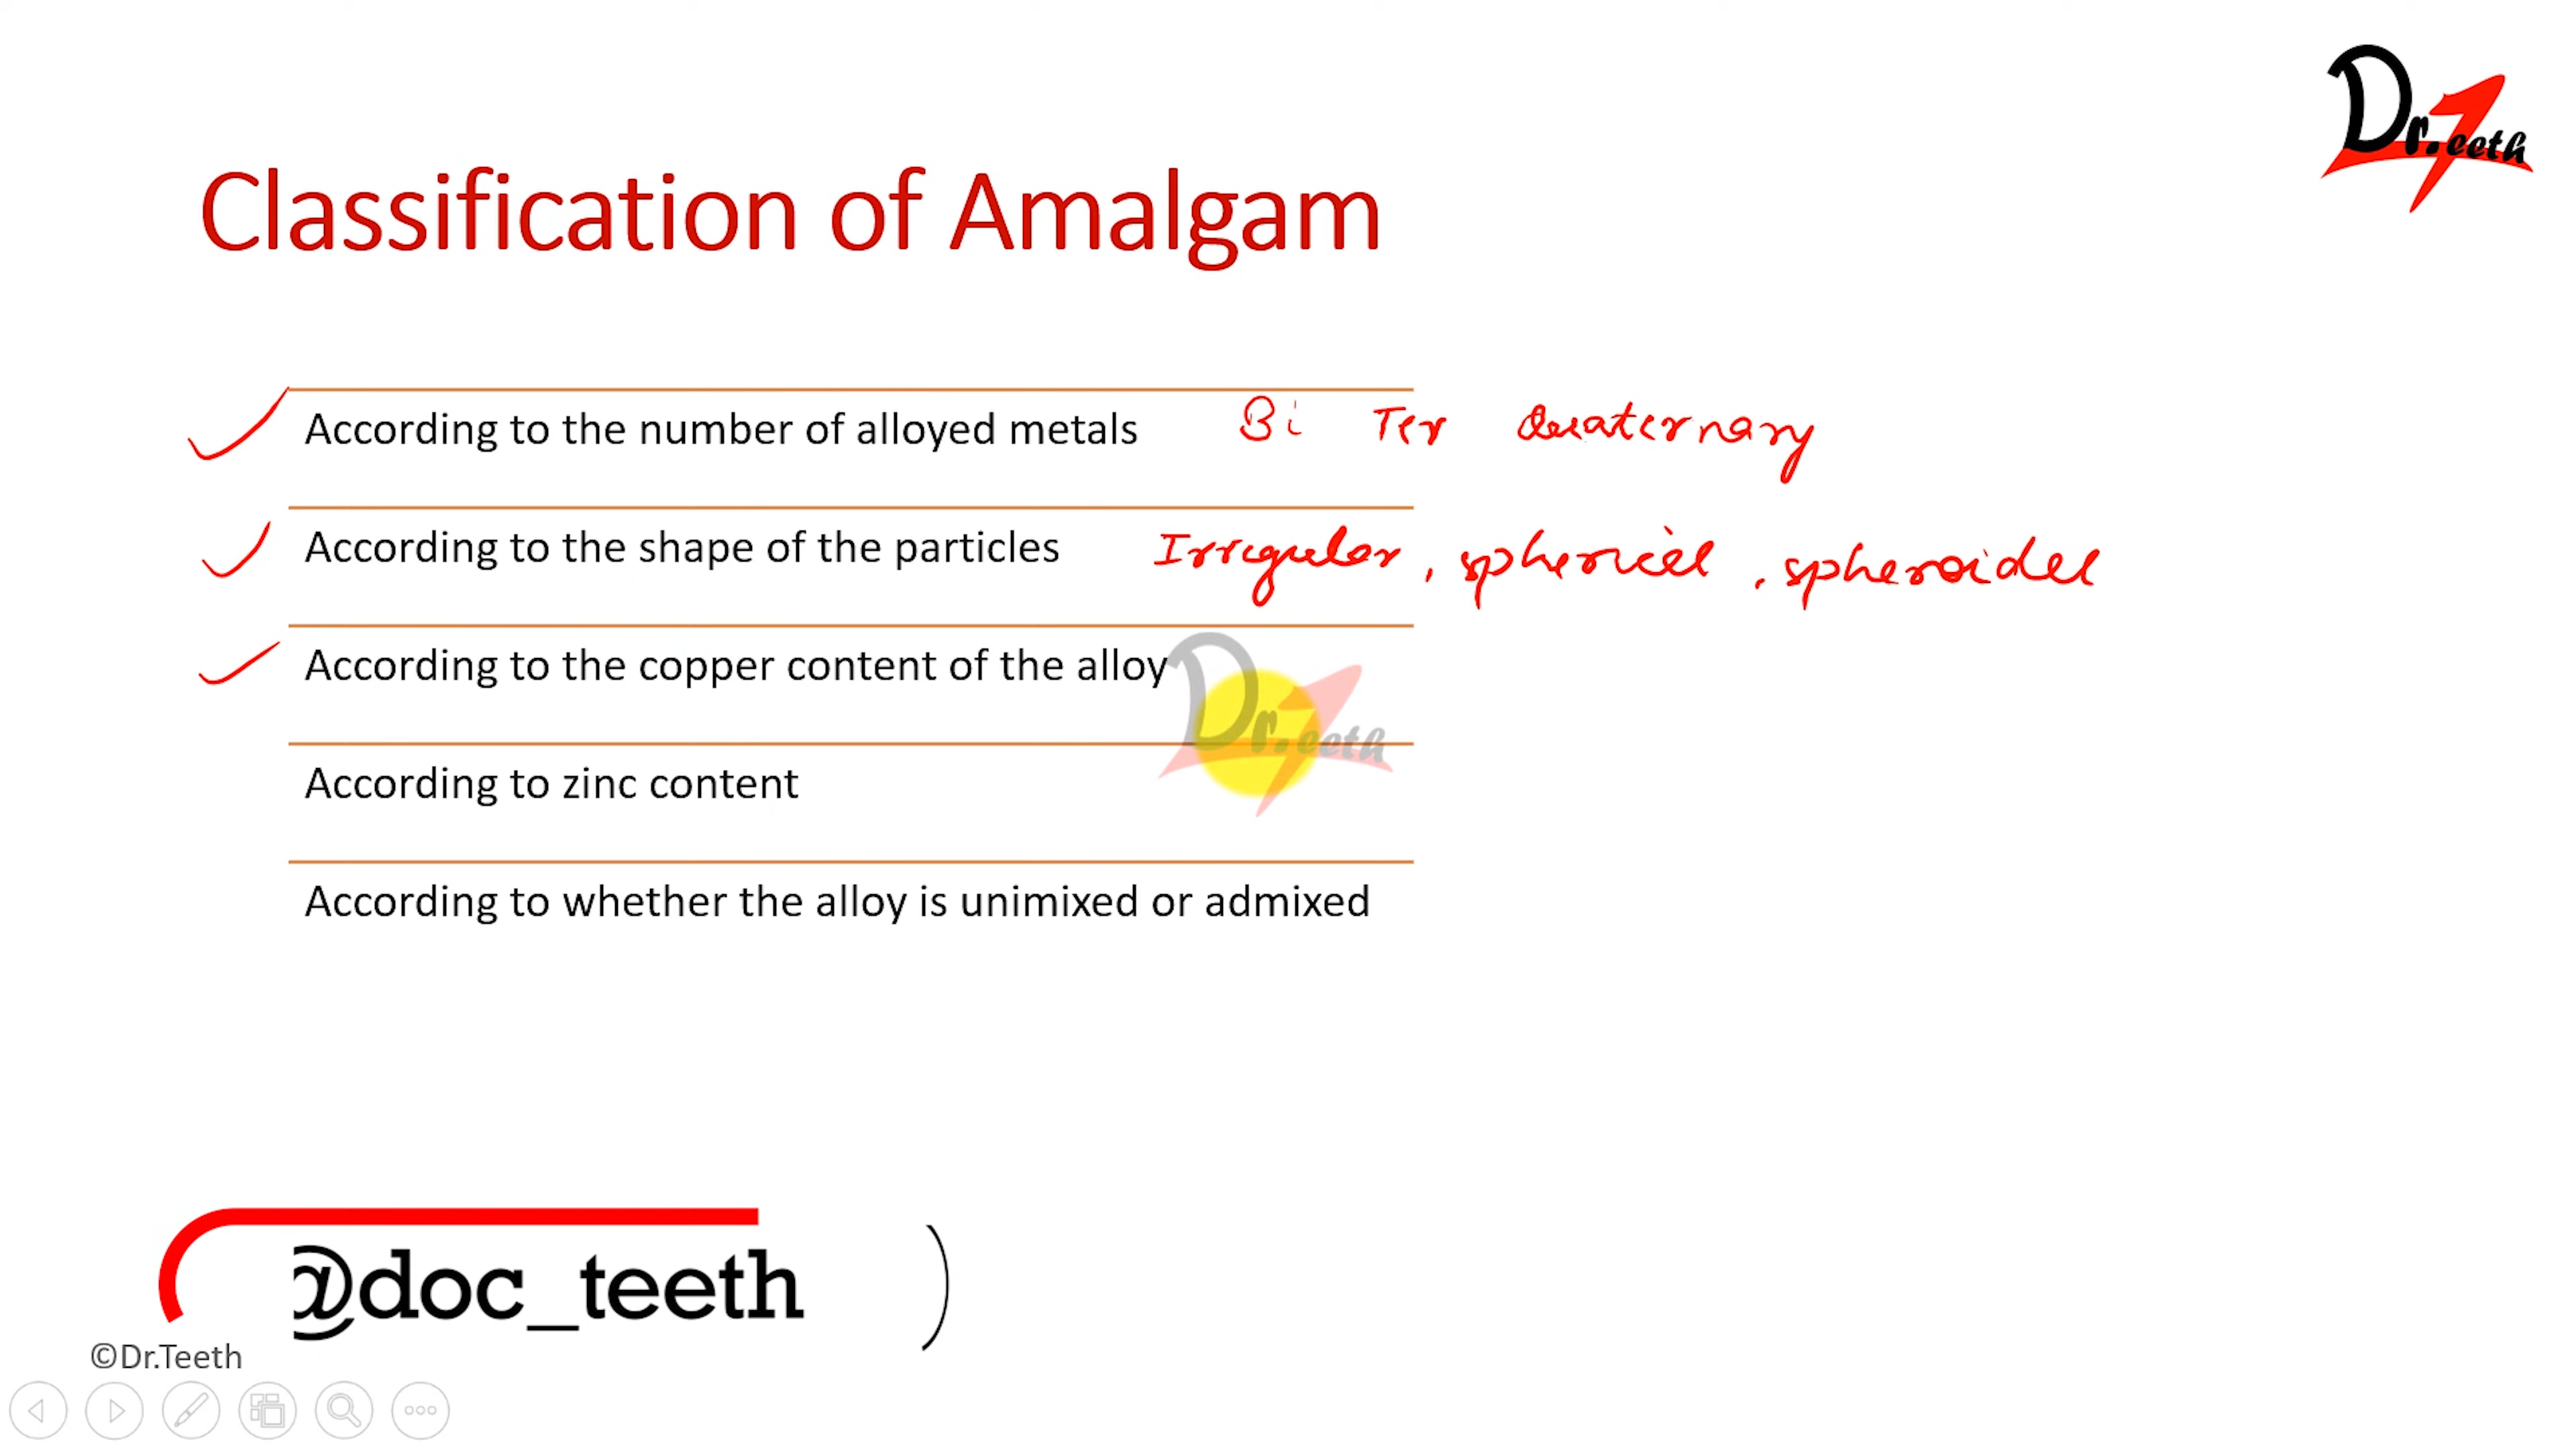 Dr.Teeth
Classification of Amalgam
According to the number of alloyed metals Bi Ter Quaternary
According to the shape of the particles Irregular, spherical, spheroidal
According to the copper content of the alloy
Dr.Teeth
According to zinc content
According to whether the alloy is unimixed or admixed
@doc_teeth )
©Dr.Teeth